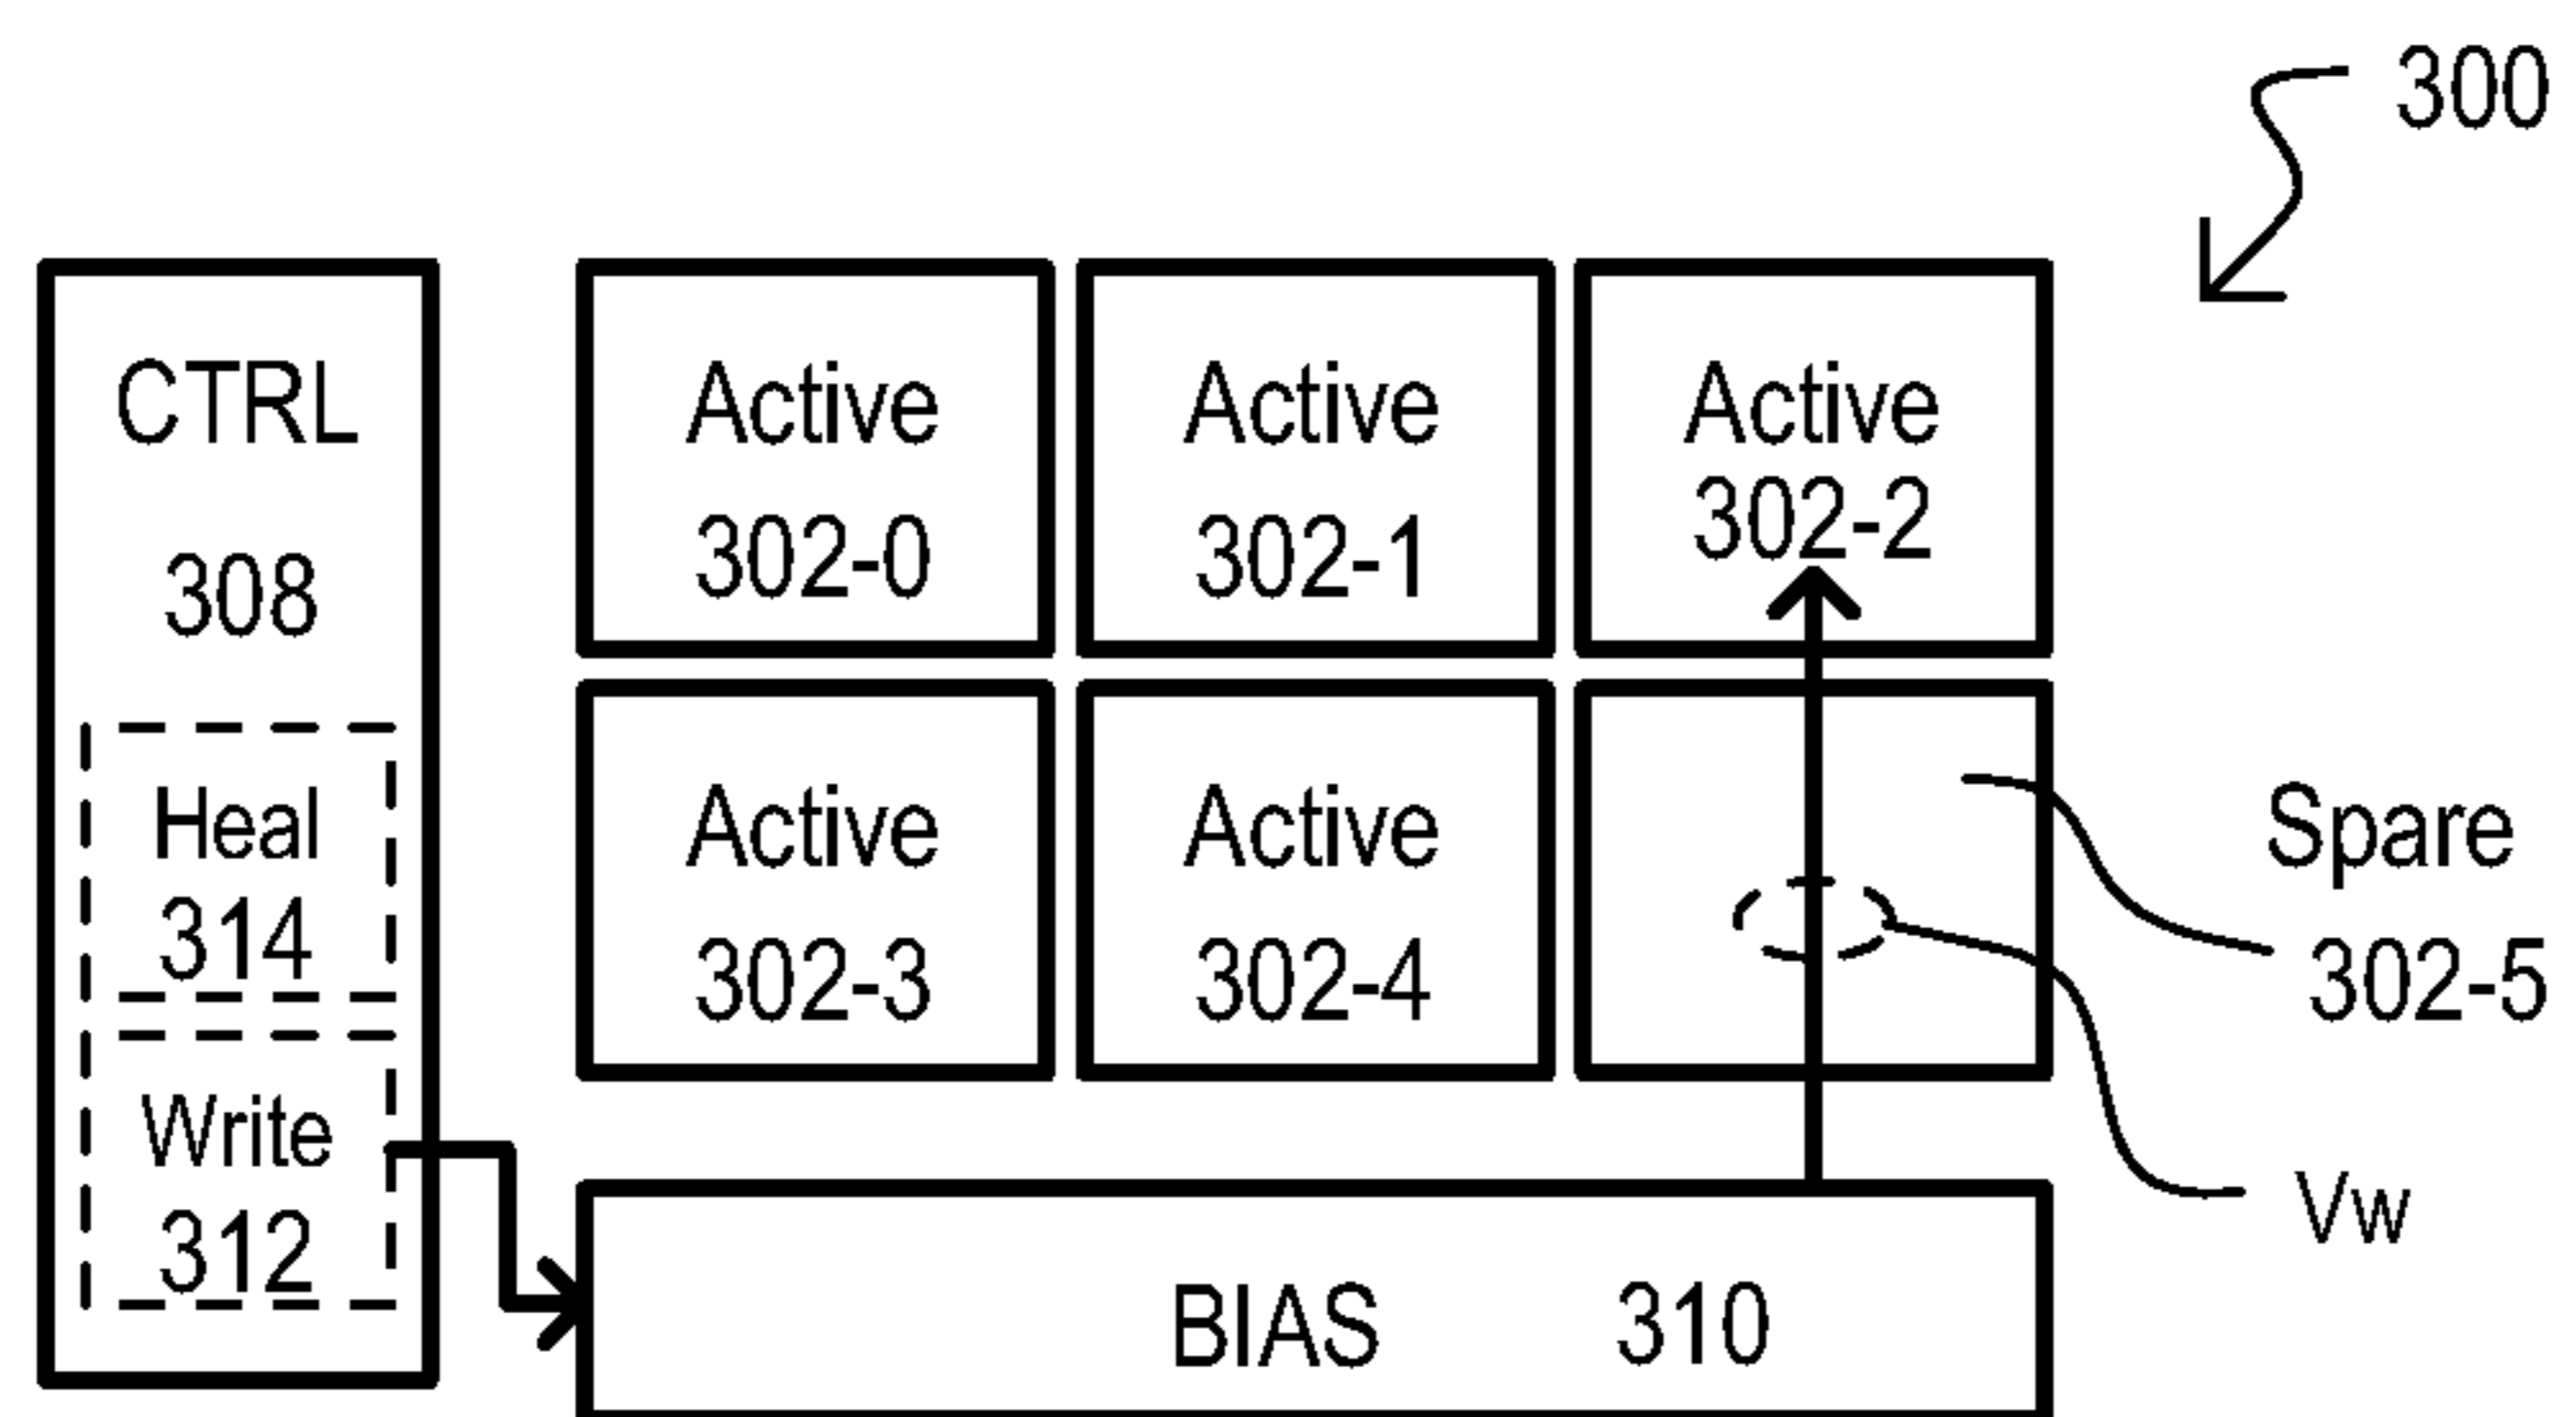 300
CTRL
308
Heal
314
Write
312
Active
302-0
Active
302-1
Active
302-2
Active
302-3
Active
302-4
Spare
302-5
Vw
BIAS 310